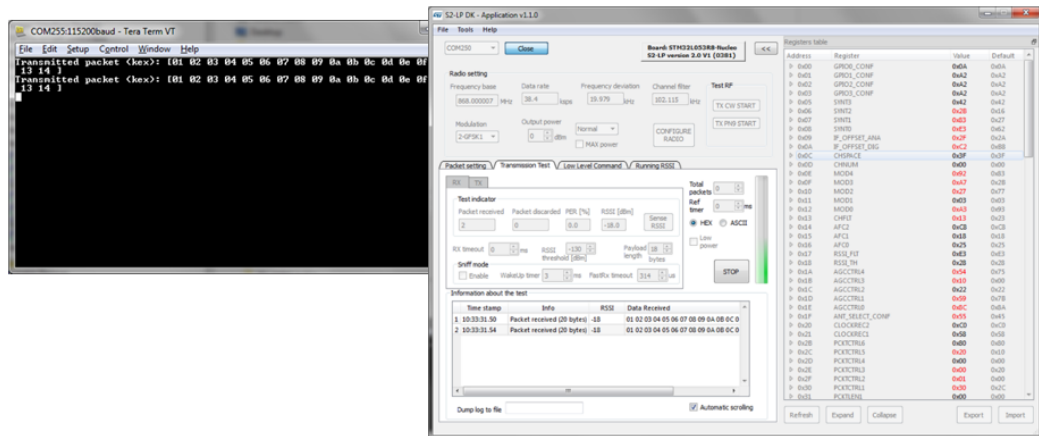 COM255:115200baud - Tera Term VT
File Edit Setup Control Window Help
Transmitted packet (hex): [01 02 03 04 05 06 07 08 09 0a 0b 0c 0d 0e 0f
13 14 ]
Transmitted packet (hex): [01 02 03 04 05 06 07 08 09 0a 0b 0c 0d 0e 0f
13 14 ]
S2-LP DK - Application v1.1.0
File Tools Help
COM250 Close Board: STM32L053R8-Nucleo
S2-LP version 2.0 V1 (0381) <<
Radio setting
Frequency base Data rate Frequency deviation Channel filter Test RF
868.000007 MHz 38.4 ksps 19.979 kHz 102.115 kHz TX CW START
Modulation Output power TX PN9 START
2-GFSK1 0 dBm Normal CONFIGURE RADIO
MAX power
Packet setting Transmission Test Low Level Command Running RSSI
RX TX
Total packets 0
Test indicator
Ref timer 0 ms
Packet received Packet discarded PER [%] RSSI [dBm] Sense RSSI
2 0 0.0 -18.0
HEX ASCII
Low power
RX timeout 0 ms RSSI threshold [dBm] -130 Payload length 18 bytes
Sniff mode
Enable WakeUp timer 3 ms FastRx timeout 314 us STOP
Information about the test
Time stamp Info RSSI Data Received
1 10:33:31.50 Packet received (20 bytes) -18 01 02 03 04 05 06 07 08 09 0A 0B 0C 0
2 10:33:31.54 Packet received (20 bytes) -18 01 02 03 04 05 06 07 08 09 0A 0B 0C 0
Dump log to file Automatic scrolling
Registers table
Address Register Value Default
0x00 GPIO0_CONF 0x0A 0x0A
0x01 GPIO1_CONF 0xA2 0xA2
0x02 GPIO2_CONF 0xA2 0xA2
0x03 GPIO3_CONF 0xA2 0xA2
0x05 SYNT3 0x42 0x42
0x06 SYNT2 0x2B 0x16
0x07 SYNT1 0x83 0x27
0x08 SYNT0 0xE3 0x62
0x09 IF_OFFSET_ANA 0x2F 0x2A
0x0A IF_OFFSET_DIG 0xC2 0xB8
0x0C CHSPACE 0x3F 0x3F
0x0D CHNUM 0x00 0x00
0x0E MOD4 0x92 0x83
0x0F MOD3 0xA7 0x2B
0x10 MOD2 0x27 0x77
0x11 MOD1 0x03 0x03
0x12 MOD0 0xA3 0x93
0x13 CHFLT 0x13 0x23
0x14 AFC2 0xC8 0xC8
0x15 AFC1 0x18 0x18
0x16 AFC0 0x25 0x25
0x17 RSSI_FLT 0xE3 0xE3
0x18 RSSI_TH 0x28 0x28
0x1A AGCCTRL4 0x54 0x75
0x1B AGCCTRL3 0x10 0x00
0x1C AGCCTRL2 0x22 0x22
0x1D AGCCTRL1 0x59 0x7B
0x1E AGCCTRL0 0x8C 0x8A
0x1F ANT_SELECT_CONF 0x55 0x45
0x20 CLOCKREC2 0xC0 0xC0
0x21 CLOCKREC1 0x58 0x58
0x2B PCKTCTRL6 0x80 0x80
0x2C PCKTCTRL5 0x20 0x10
0x2D PCKTCTRL4 0x00 0x00
0x2E PCKTCTRL3 0x00 0x20
0x2F PCKTCTRL2 0x01 0x00
0x30 PCKTCTRL1 0x30 0x2C
0x31 PCKTLEN1 0x00 0x00
Refresh Expand Collapse Export Import